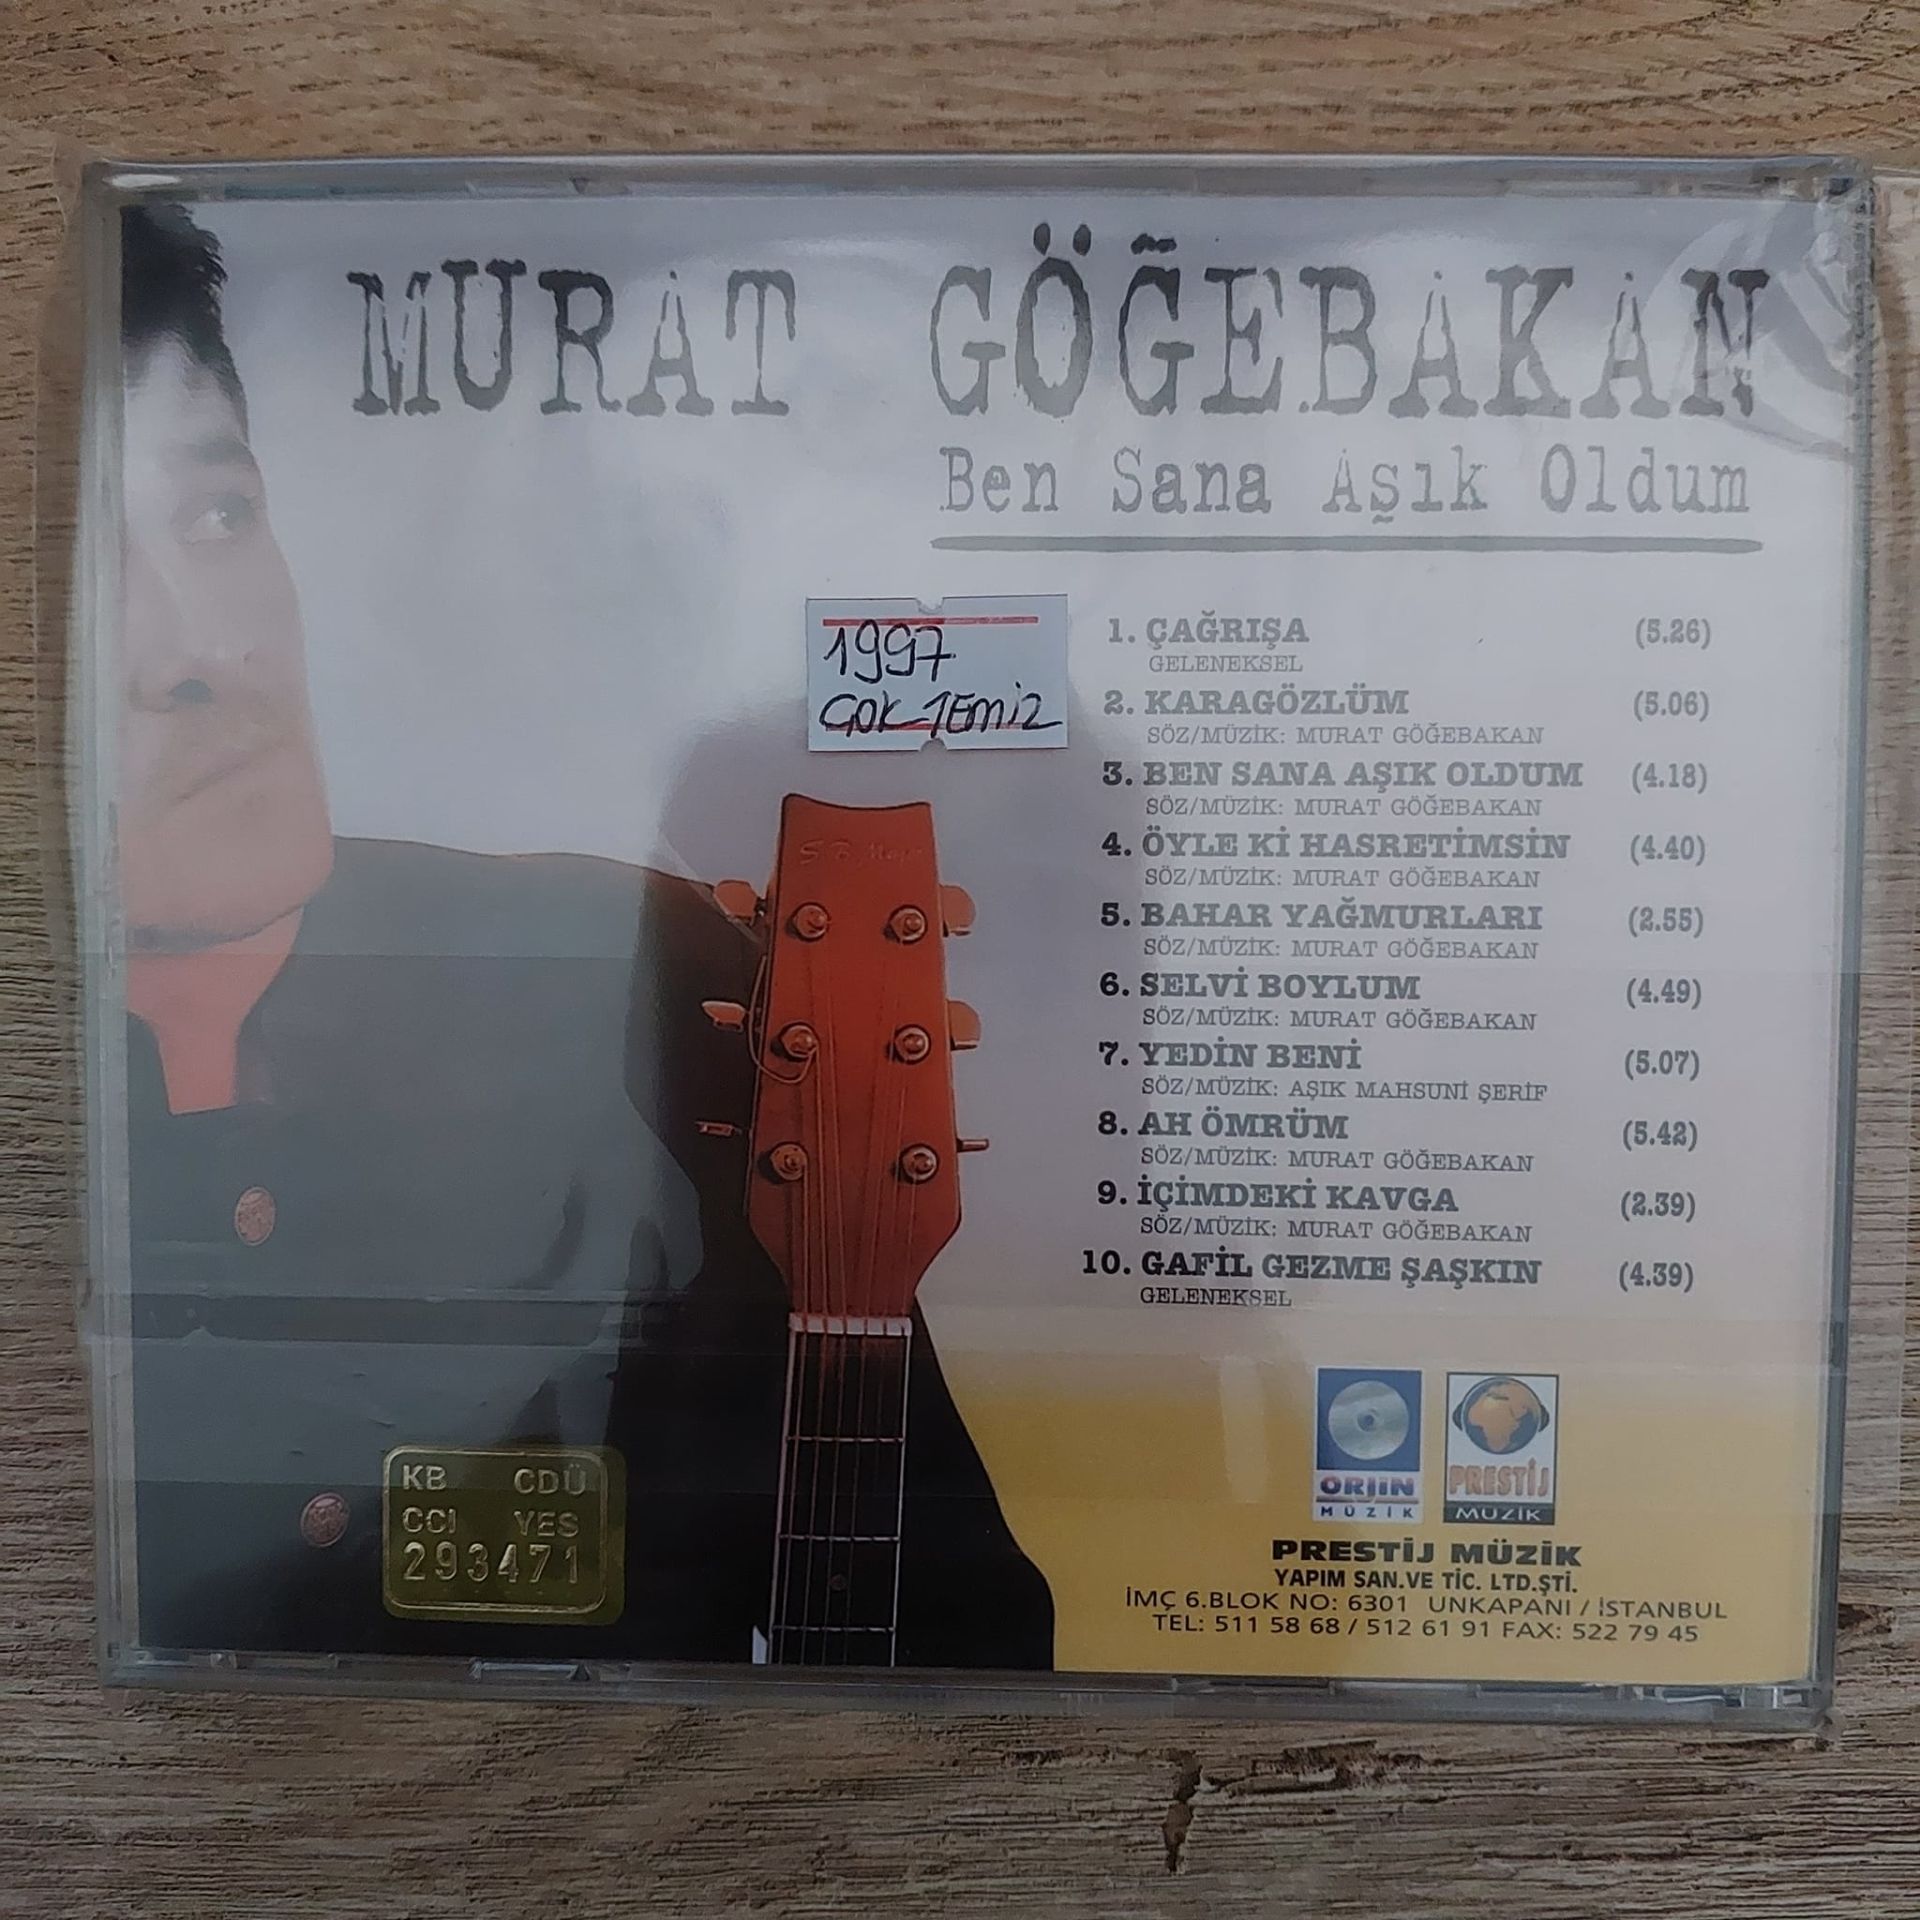 MURAT GÖĞEBAKAN
Ben Sana Aşık Oldum
1997
ÇOK TEMİZ
1. ÇAĞRIŞA (5.26)
GELENEKSEL
2. KARAGÖZLÜM (5.06)
SÖZ/MÜZİK: MURAT GÖĞEBAKAN
3. BEN SANA AŞIK OLDUM (4.18)
SÖZ/MÜZİK: MURAT GÖĞEBAKAN
4. ÖYLE Kİ HASRETİMSİN (4.40)
SÖZ/MÜZİK: MURAT GÖĞEBAKAN
5. BAHAR YAĞMURLARI (2.55)
SÖZ/MÜZİK: MURAT GÖĞEBAKAN
6. SELVİ BOYLUM (4.49)
SÖZ/MÜZİK: MURAT GÖĞEBAKAN
7. YEDİN BENİ (5.07)
SÖZ/MÜZİK: AŞIK MAHSUNİ ŞERİF
8. AH ÖMRÜM (5.42)
SÖZ/MÜZİK: MURAT GÖĞEBAKAN
9. İÇİMDEKİ KAVGA (2.39)
SÖZ/MÜZİK: MURAT GÖĞEBAKAN
10. GAFİL GEZME ŞAŞKIN (4.39)
GELENEKSEL
KB CDÜ
CCI YES
293471
ORJİN
MÜZİK
PRESTİJ
MÜZİK
PRESTİJ MÜZİK
YAPIM SAN.VE TİC. LTD.ŞTİ.
İMÇ 6.BLOK NO: 6301 UNKAPANI / İSTANBUL
TEL: 511 58 68 / 512 61 91 FAX: 522 79 45